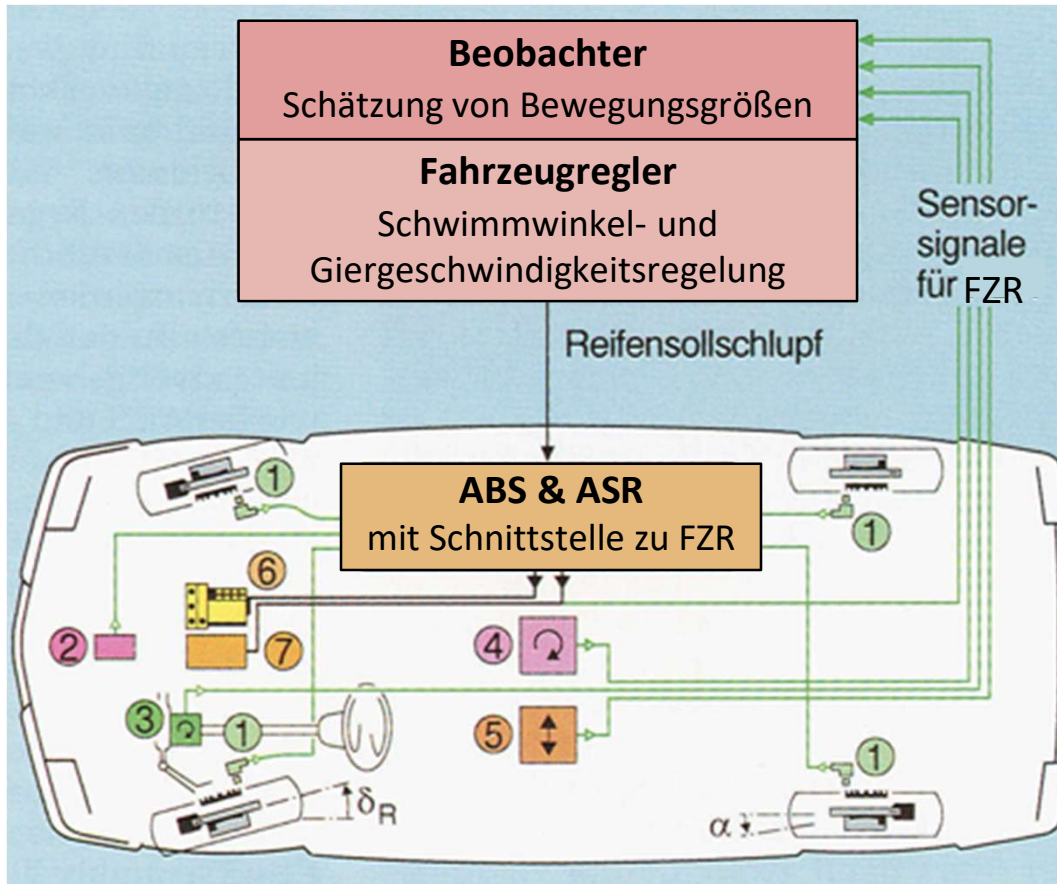 Beobachter
Schätzung von Bewegungsgrößen
Fahrzeugregler
Schwimmwinkel- und
Giergeschwindigkeitsregelung
Sensor-
signale
für FZR
Reifensollschlupf
1
ABS & ASR
mit Schnittstelle zu FZR
1
6
2
7
4
3
1
5
1
δR
α